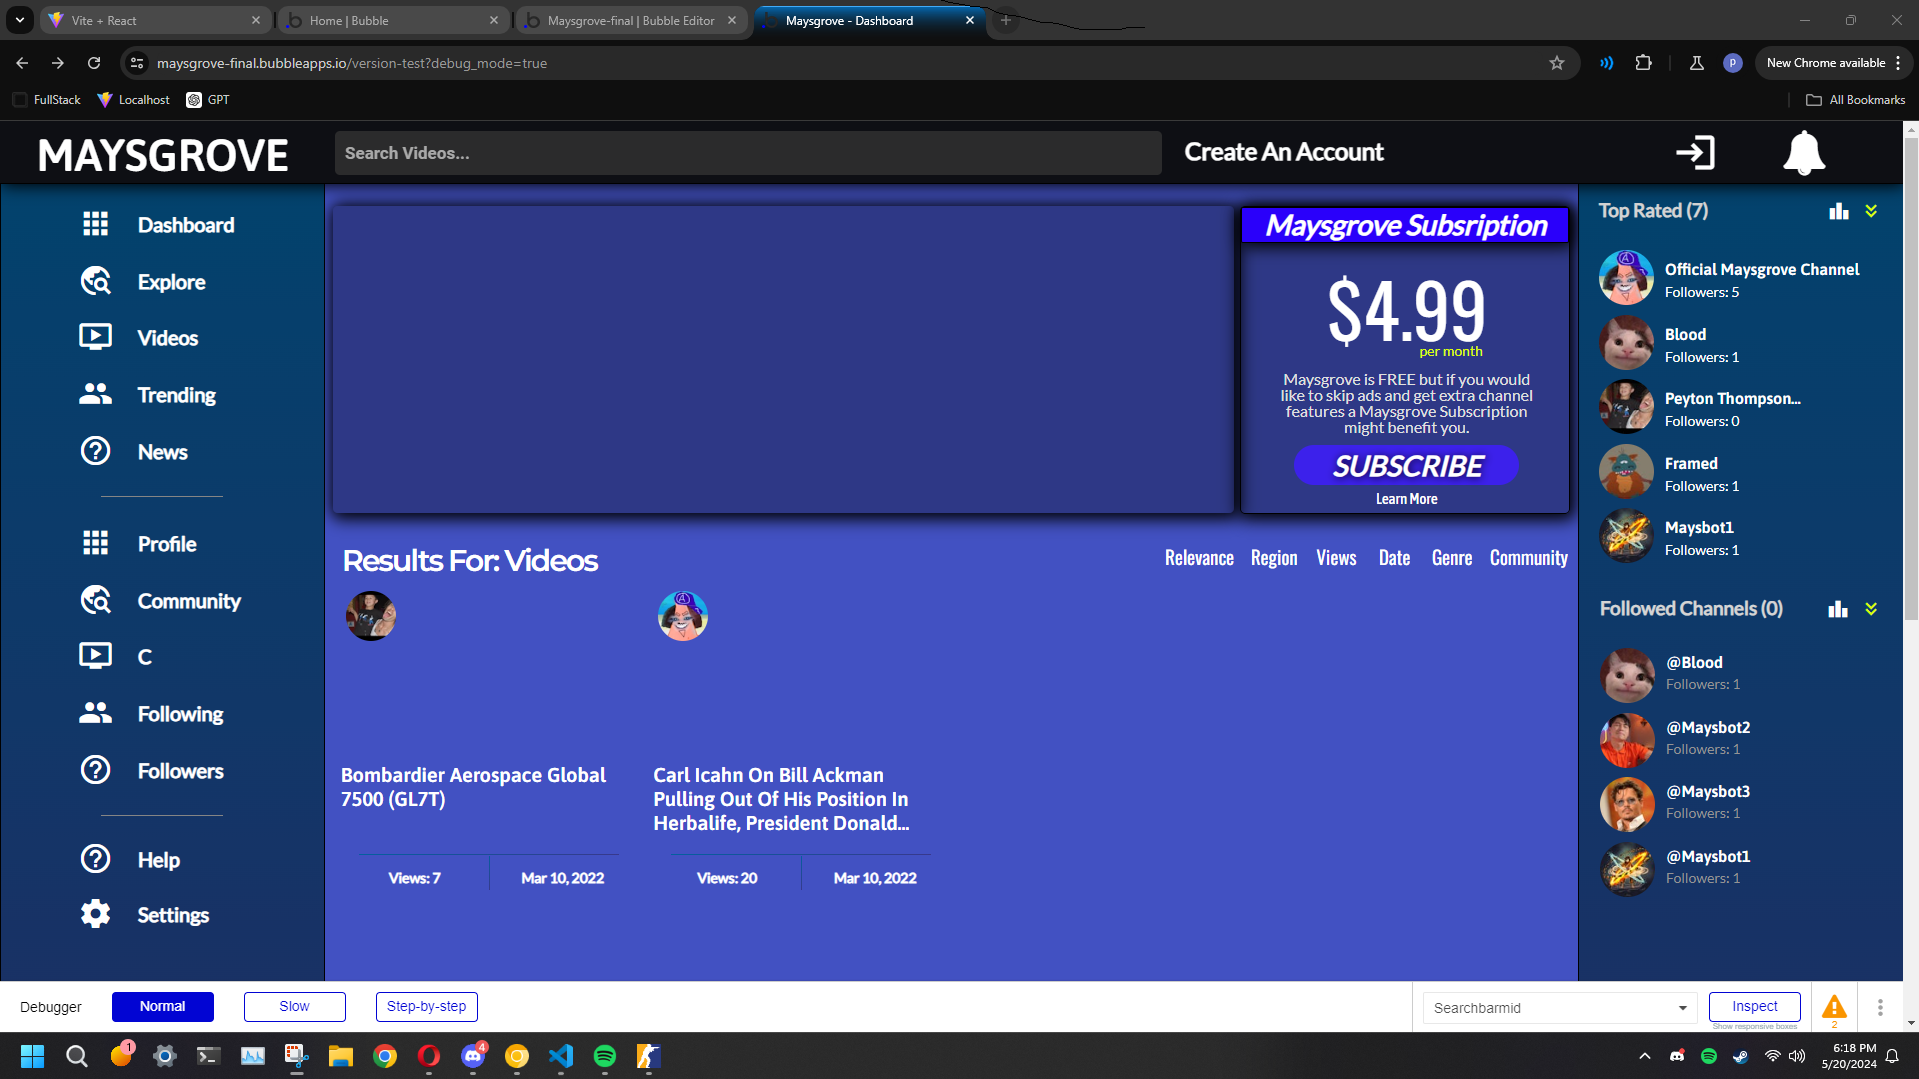 Vite + React
Home | Bubble
Maysgrove-final | Bubble Editor
Maysgrove - Dashboard
maysgrove-final.bubbleapps.io/version-test?debug_mode=true
P
New Chrome available
FullStack
Localhost
GPT
All Bookmarks
MAYSGROVE
Search Videos...
Create An Account
Dashboard
Explore
Videos
Trending
News
Profile
Community
C
Following
Followers
Help
Settings
Maysgrove Subsription
$4.99
per month
Maysgrove is FREE but if you would
like to skip ads and get extra channel
features a Maysgrove Subscription
might benefit you.
SUBSCRIBE
Learn More
Results For: Videos
Relevance Region Views Date Genre Community
Bombardier Aerospace Global
7500 (GL7T)
Views: 7
Mar 10, 2022
Carl Icahn On Bill Ackman
Pulling Out Of His Position In
Herbalife, President Donald...
Views: 20
Mar 10, 2022
Top Rated (7)
Official Maysgrove Channel
Followers: 5
Blood
Followers: 1
Peyton Thompson...
Followers: 0
Framed
Followers: 1
Maysbot1
Followers: 1
Followed Channels (0)
@Blood
Followers: 1
@Maysbot2
Followers: 1
@Maysbot3
Followers: 1
@Maysbot1
Followers: 1
Debugger
Normal
Slow
Step-by-step
Searchbarmid
Inspect
Show responsive boxes
2
1
4
6:18 PM
5/20/2024